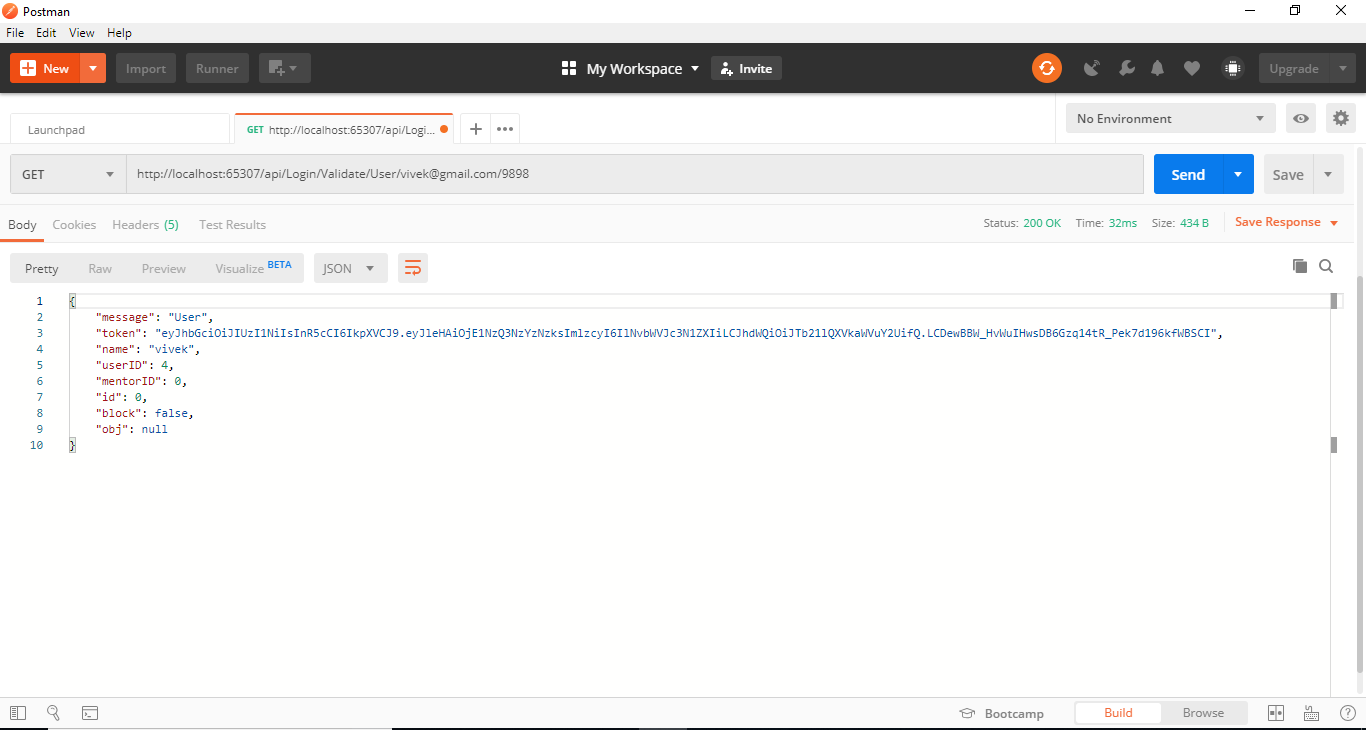 Postman
File Edit View Help
New Import Runner My Workspace Invite Upgrade
Launchpad GET http://localhost:65307/api/Logi... No Environment
GET http://localhost:65307/api/Login/Validate/User/vivek@gmail.com/9898 Send Save
Body Cookies Headers (5) Test Results Status: 200 OK Time: 32ms Size: 434 B Save Response
Pretty Raw Preview Visualize BETA JSON
1 {
2 "message": "User",
3 "token": "eyJhbGciOiJIUzI1NiIsInR5cCI6IkpXVCJ9.eyJleHAiOjE1NzQ3NzYzNzksImlzcyI6IlNvbWVJc3N1ZXIiLCJhdWQiOiJTb21lQXVkaWVuY2UifQ.LCDewBBW_HvWuIHwsDB6Gzq14tR_Pek7d196kfWBSCI",
4 "name": "vivek",
5 "userID": 4,
6 "mentorID": 0,
7 "id": 0,
8 "block": false,
9 "obj": null
10 }
Bootcamp Build Browse